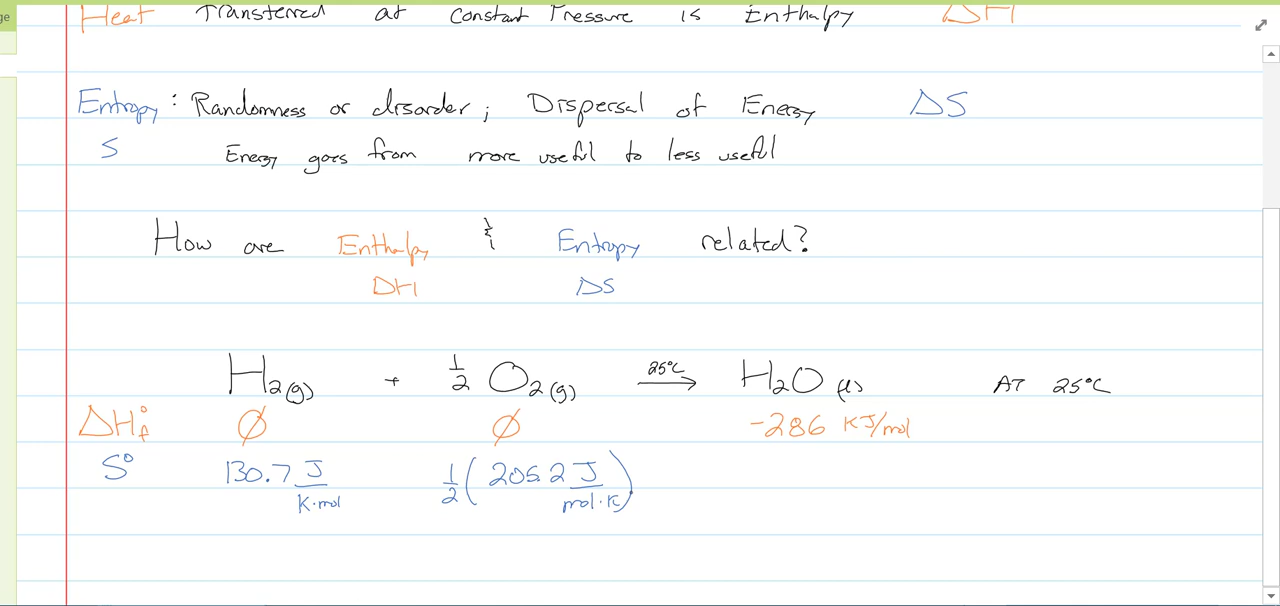 ge
Heat Transferred at Constant Pressure is Enthalpy ΔH
Entropy : Randomness or disorder; Dispersal of Energy ΔS
S Energy goes from more useful to less useful
How are Enthalpy & Entropy related?
ΔH ΔS
H₂(g) + ½ O₂(g) 25°C → H₂O (l) AT 25°C
ΔH°f ∅ ∅ -286 KJ/mol
S° 130.7 J/K·mol ½(205.2 J/mol·K)